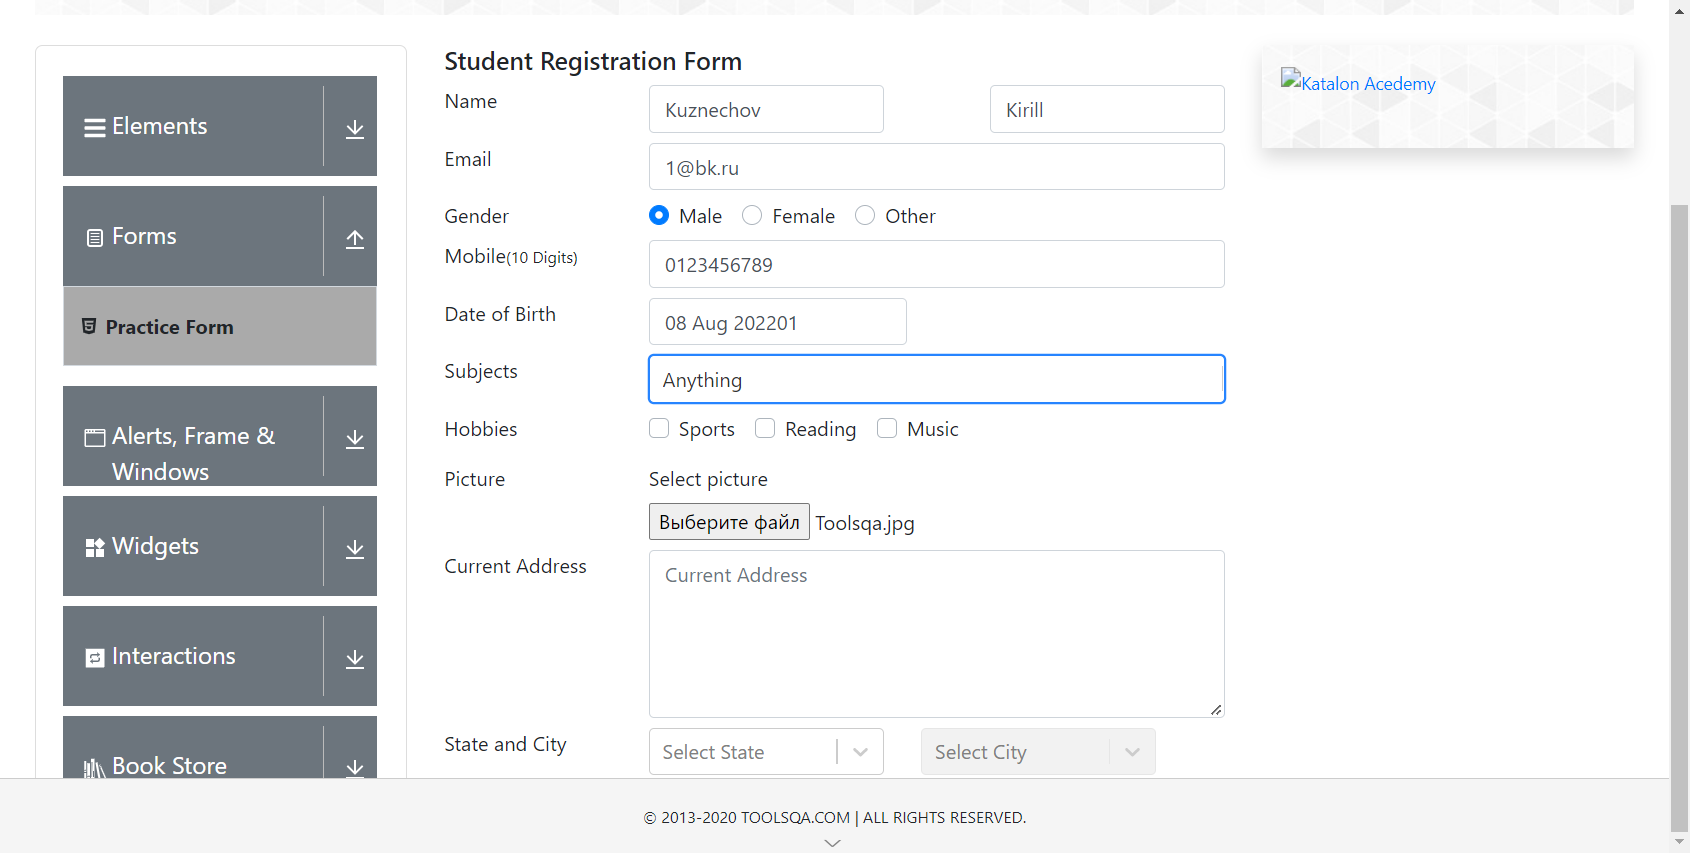 Elements
Forms
Practice Form
Alerts, Frame &
Windows
Widgets
Interactions
Book Store
Student Registration Form
Name
Kuznechov
Kirill
Email
1@bk.ru
Gender
Male
Female
Other
Mobile(10 Digits)
0123456789
Date of Birth
08 Aug 202201
Subjects
Anything
Hobbies
Sports
Reading
Music
Picture
Select picture
Выберите файл
Toolsqa.jpg
Current Address
Current Address
State and City
Select State
Select City
Katalon Acedemy
© 2013-2020 TOOLSQA.COM | ALL RIGHTS RESERVED.